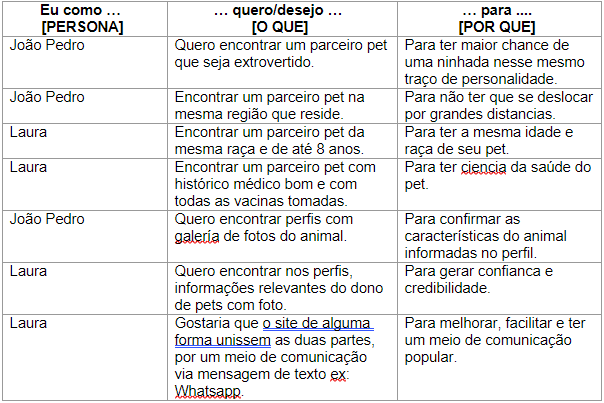 Eu como … … quero/desejo … … para ....
[PERSONA] [O QUE] [POR QUE]
João Pedro Quero encontrar um parceiro pet Para ter maior chance de
que seja extrovertido. uma ninhada nesse mesmo
traço de personalidade.
João Pedro Encontrar um parceiro pet na Para não ter que se deslocar
mesma região que reside. por grandes distancias.
Laura Encontrar um parceiro pet da Para ter a mesma idade e
mesma raça e de até 8 anos. raça de seu pet.
Laura Encontrar um parceiro pet com Para ter ciencia da saúde do
histórico médico bom e com pet.
todas as vacinas tomadas.
João Pedro Quero encontrar perfis com Para confirmar as
galería de fotos do animal. características do animal
informadas no perfil.
Laura Quero encontrar nos perfis, Para gerar confianca e
informações relevantes do dono credibilidade.
de pets com foto.
Laura Gostaria que o site de alguma Para melhorar, facilitar e ter
forma unissem as duas partes, um meio de comunicação
por um meio de comunicação popular.
via mensagem de texto ex:
Whatsapp.